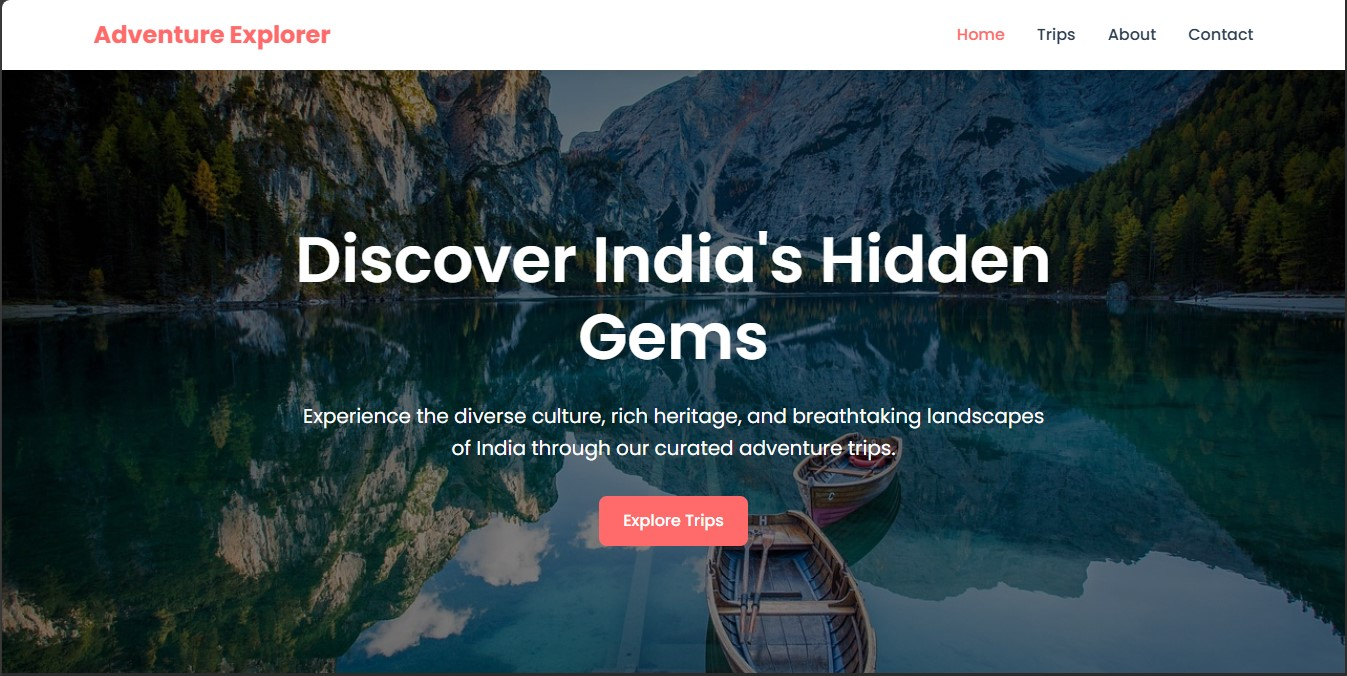 Adventure Explorer
Home Trips About Contact
Discover India's Hidden
Gems
Experience the diverse culture, rich heritage, and breathtaking landscapes
of India through our curated adventure trips.
Explore Trips